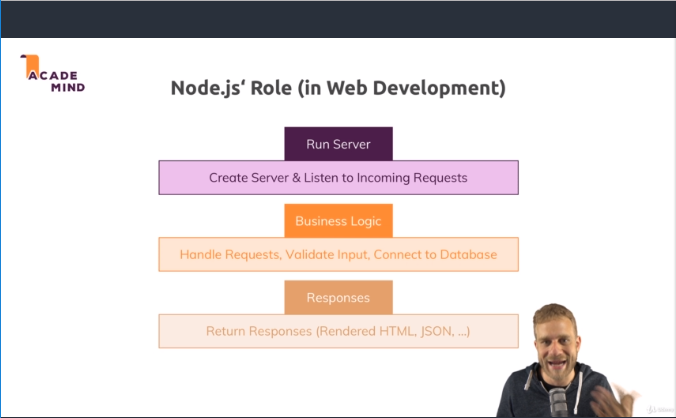 ACADE
MIND
Node.js‘ Role (in Web Development)
Run Server
Create Server & Listen to Incoming Requests
Business Logic
Handle Requests, Validate Input, Connect to Database
Responses
Return Responses (Rendered HTML, JSON, ...)